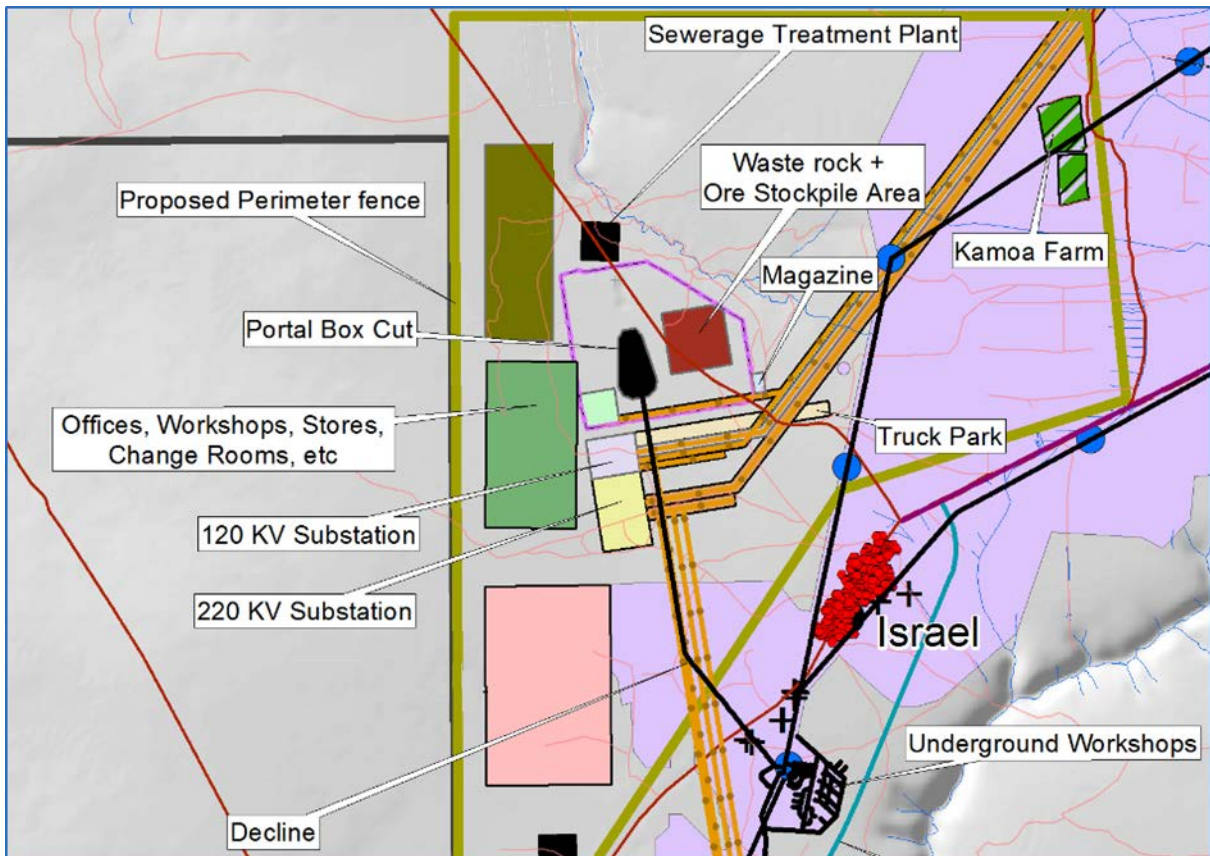 Sewerage Treatment Plant
Waste rock +
Ore Stockpile Area
Proposed Perimeter fence
Kamoa Farm
Magazine
Portal Box Cut
Offices, Workshops, Stores,
Change Rooms, etc
Truck Park
120 KV Substation
220 KV Substation
Israel
Underground Workshops
Decline